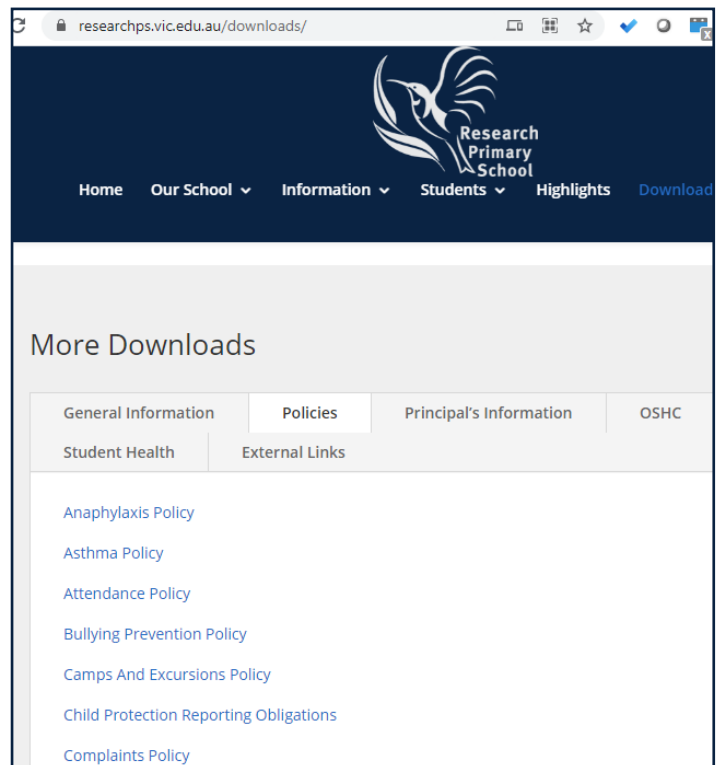 researchps.vic.edu.au/downloads/
Research
Primary
School
Home Our School Information Students Highlights Download
More Downloads
General Information Policies Principal's Information OSHC
Student Health External Links
Anaphylaxis Policy
Asthma Policy
Attendance Policy
Bullying Prevention Policy
Camps And Excursions Policy
Child Protection Reporting Obligations
Complaints Policy